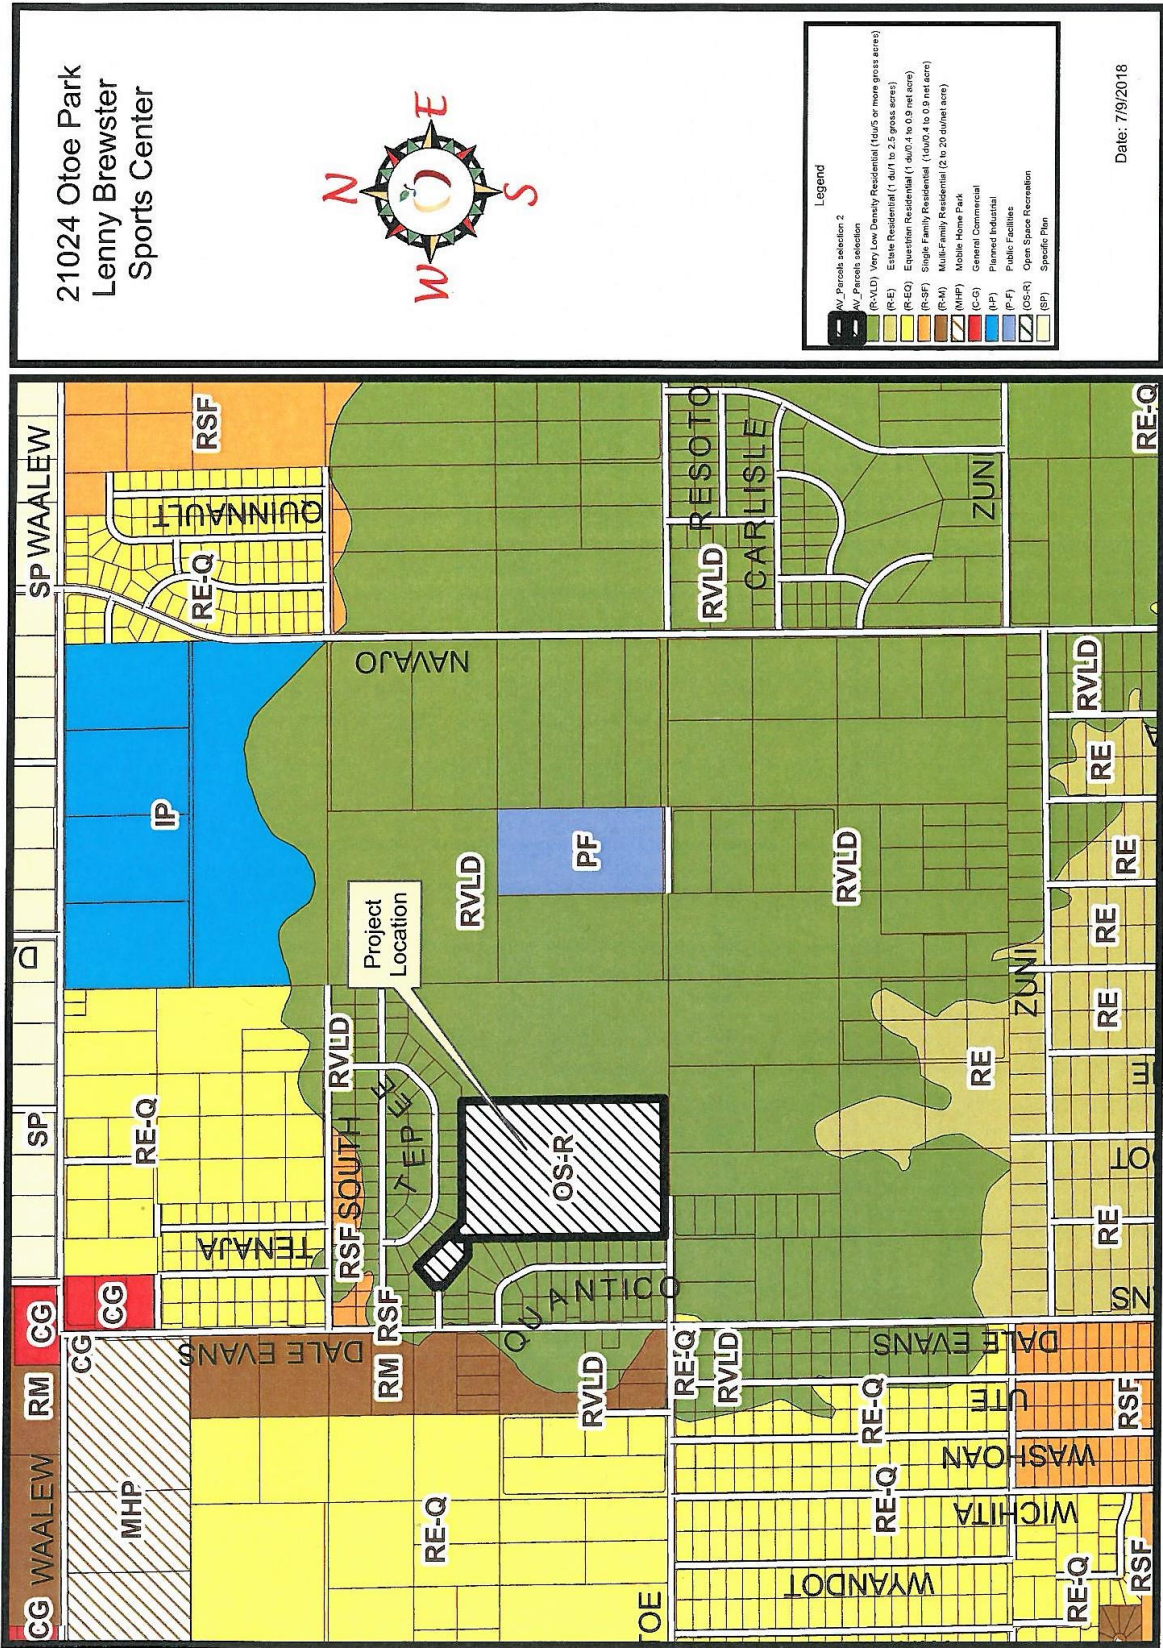 21024 Otoe Park
Lenny Brewster
Sports Center
N
W
E
S
Legend
AV_Parcels selection 2
AV_Parcels selection
(R-VLD) Very Low Density Residential (1du/5 or more gross acres)
(R-E) Estate Residential (1 du/1 to 2.5 gross acres)
(R-EQ) Equestrian Residential (1 du/0.4 to 0.9 net acre)
(R-SF) Single Family Residential (1du/0.4 to 0.9 net acre)
(R-M) Multi-Family Residential (2 to 20 du/net acre)
(MHP) Mobile Home Park
(C-G) General Commercial
(I-P) Planned Industrial
(P-F) Public Facilities
(OS-R) Open Space Recreation
(SP) Specific Plan
Date: 7/9/2018
CG WAALEW
RM
CG
SP
SP WAALEW
CG
CG
MHP
RE-Q
IP
RE-Q
QUINNAULT
RSF
TENAJA
DALE EVANS
RSF SOUTH
RVLD
NAVAJO
Project
Location
RM RSF
TEPEE
RE-Q
RVLD
QUANTICO
OS-R
RVLD
PF
TOE
RE-Q
RVLD
RVLD
RESOTO
CARLISLE
RVLD
WYANDOT
RE-Q
RE-Q
WICHITA
WASHOAN
UTE
DALE EVANS
RE
ZUNI
ZUNI
RE-Q
RSF
RSF
NS
RE
OT
E
RE
RE
RE
RE
RVLD
RE-Q